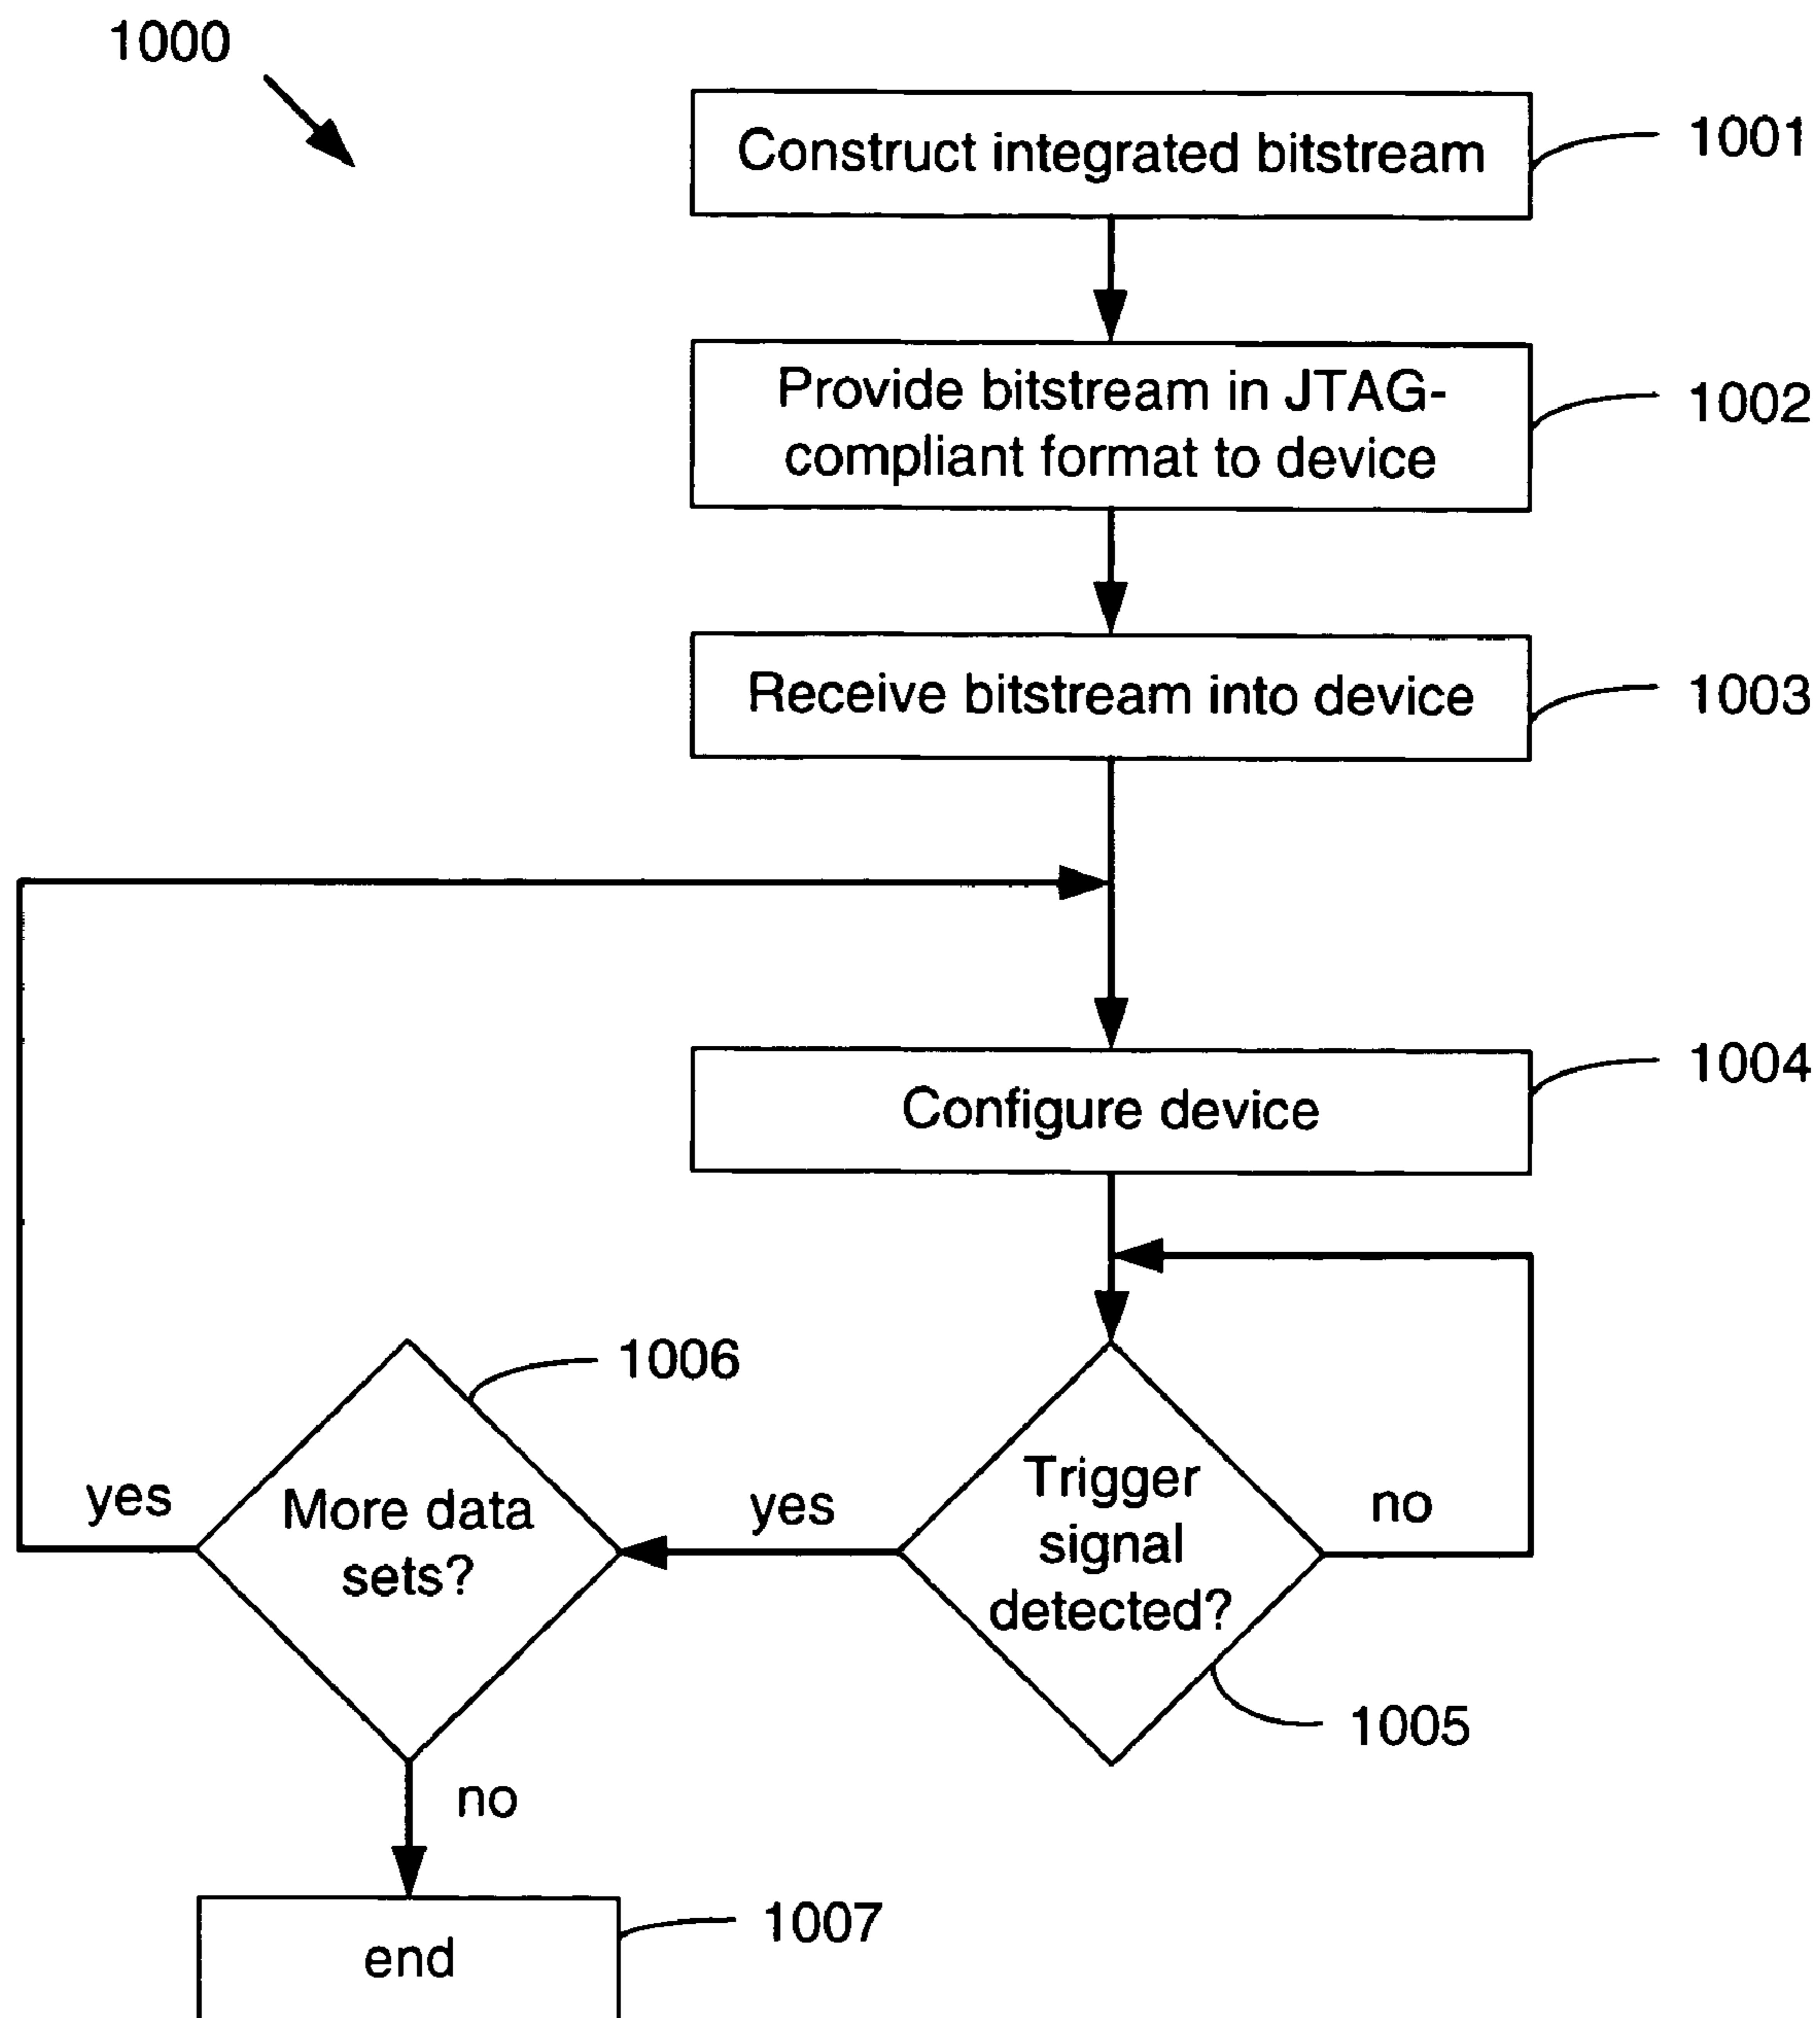 1000
Construct integrated bitstream
1001
Provide bitstream in JTAG-
compliant format to device
1002
Receive bitstream into device
1003
Configure device
1004
1006
Trigger
signal
detected?
no
yes
More data
sets?
yes
1005
no
end
1007